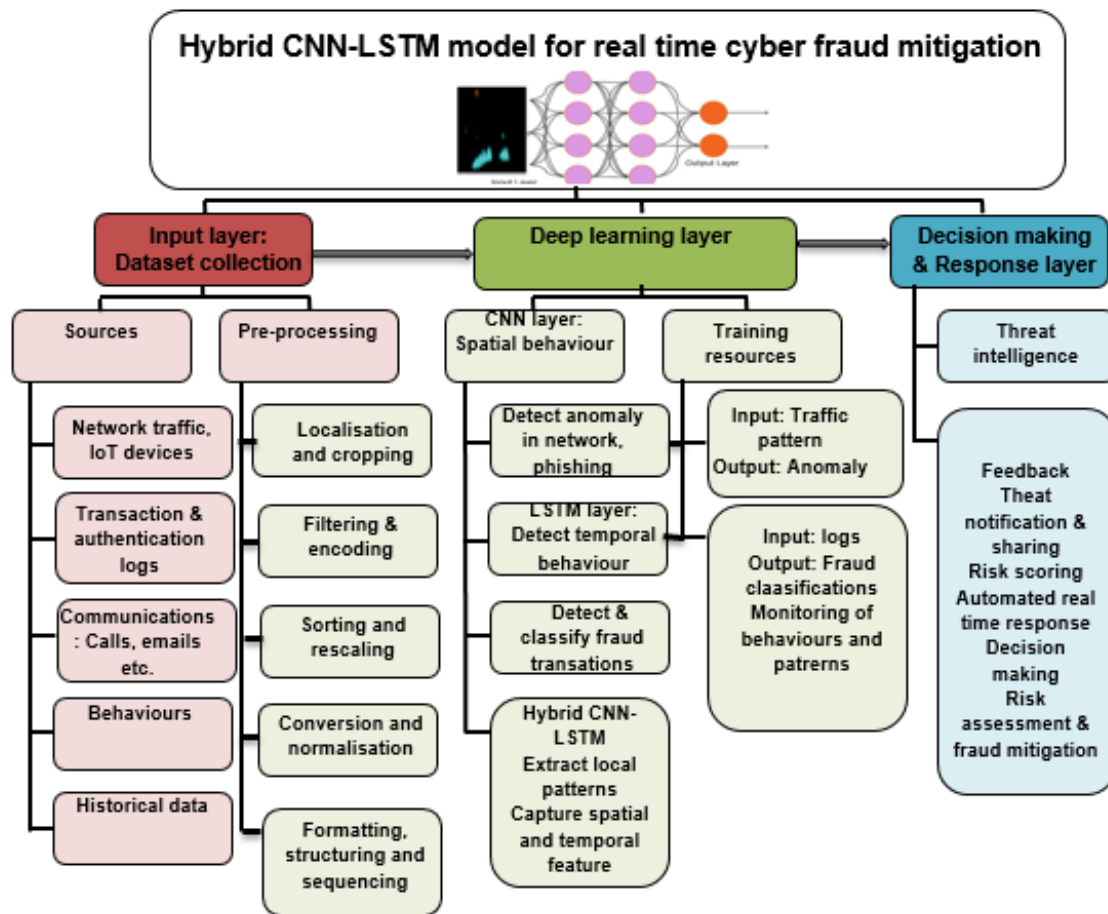 Hybrid CNN-LSTM model for real time cyber fraud mitigation
Output Layer
Input layer:
Dataset collection
Deep learning layer
Decision making
& Response layer
Sources
Pre-processing
CNN layer:
Spatial behaviour
Training
resources
Threat
intelligence
Network traffic,
IoT devices
Transaction &
authentication
logs
Communications
: Calls, emails
etc.
Behaviours
Historical data
Localisation
and cropping
Filtering &
encoding
Sorting and
rescaling
Conversion and
normalisation
Formatting,
structuring and
sequencing
Detect anomaly
in network,
phishing
LSTM layer:
Detect temporal
behaviour
Detect &
classify fraud
transations
Hybrid CNN-
LSTM
Extract local
patterns
Capture spatial
and temporal
feature
Input: Traffic
pattern
Output: Anomaly
Input: logs
Output: Fraud
claasifications
Monitoring of
behaviours and
patrerns
Feedback
Theat
notification &
sharing
Risk scoring
Automated real
time response
Decision
making
Risk
assessment &
fraud mitigation